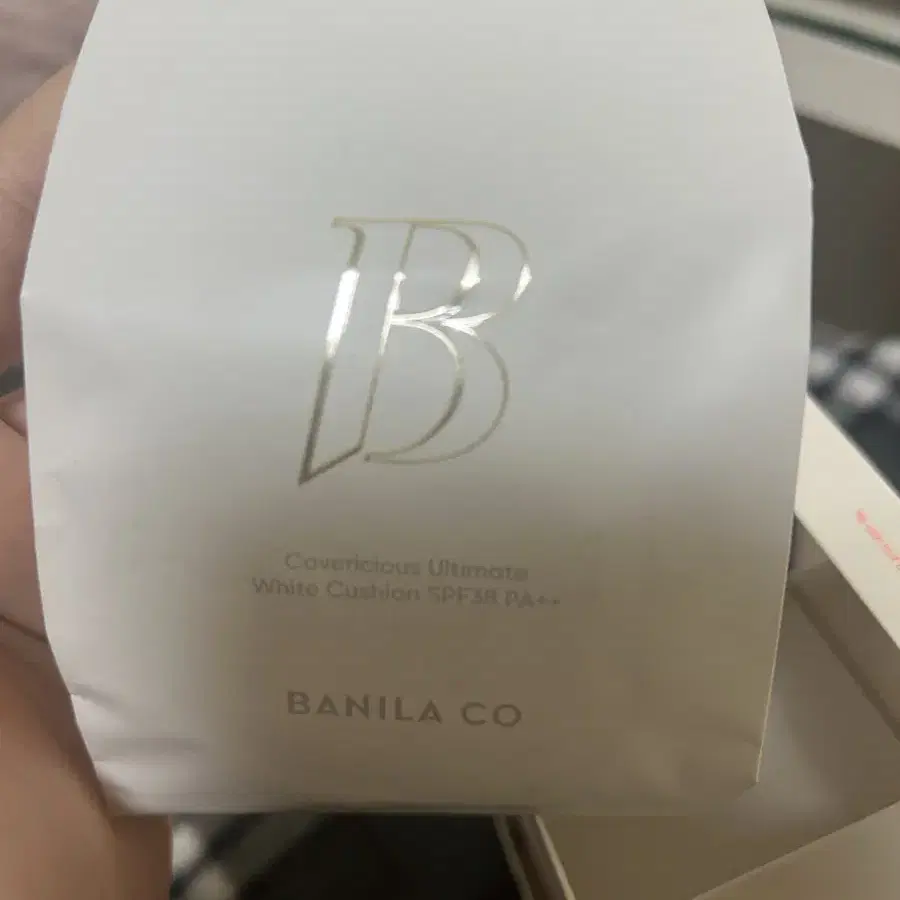 B
Covericious Ultimate
White Cushion SPF38 PA++
BANILA CO